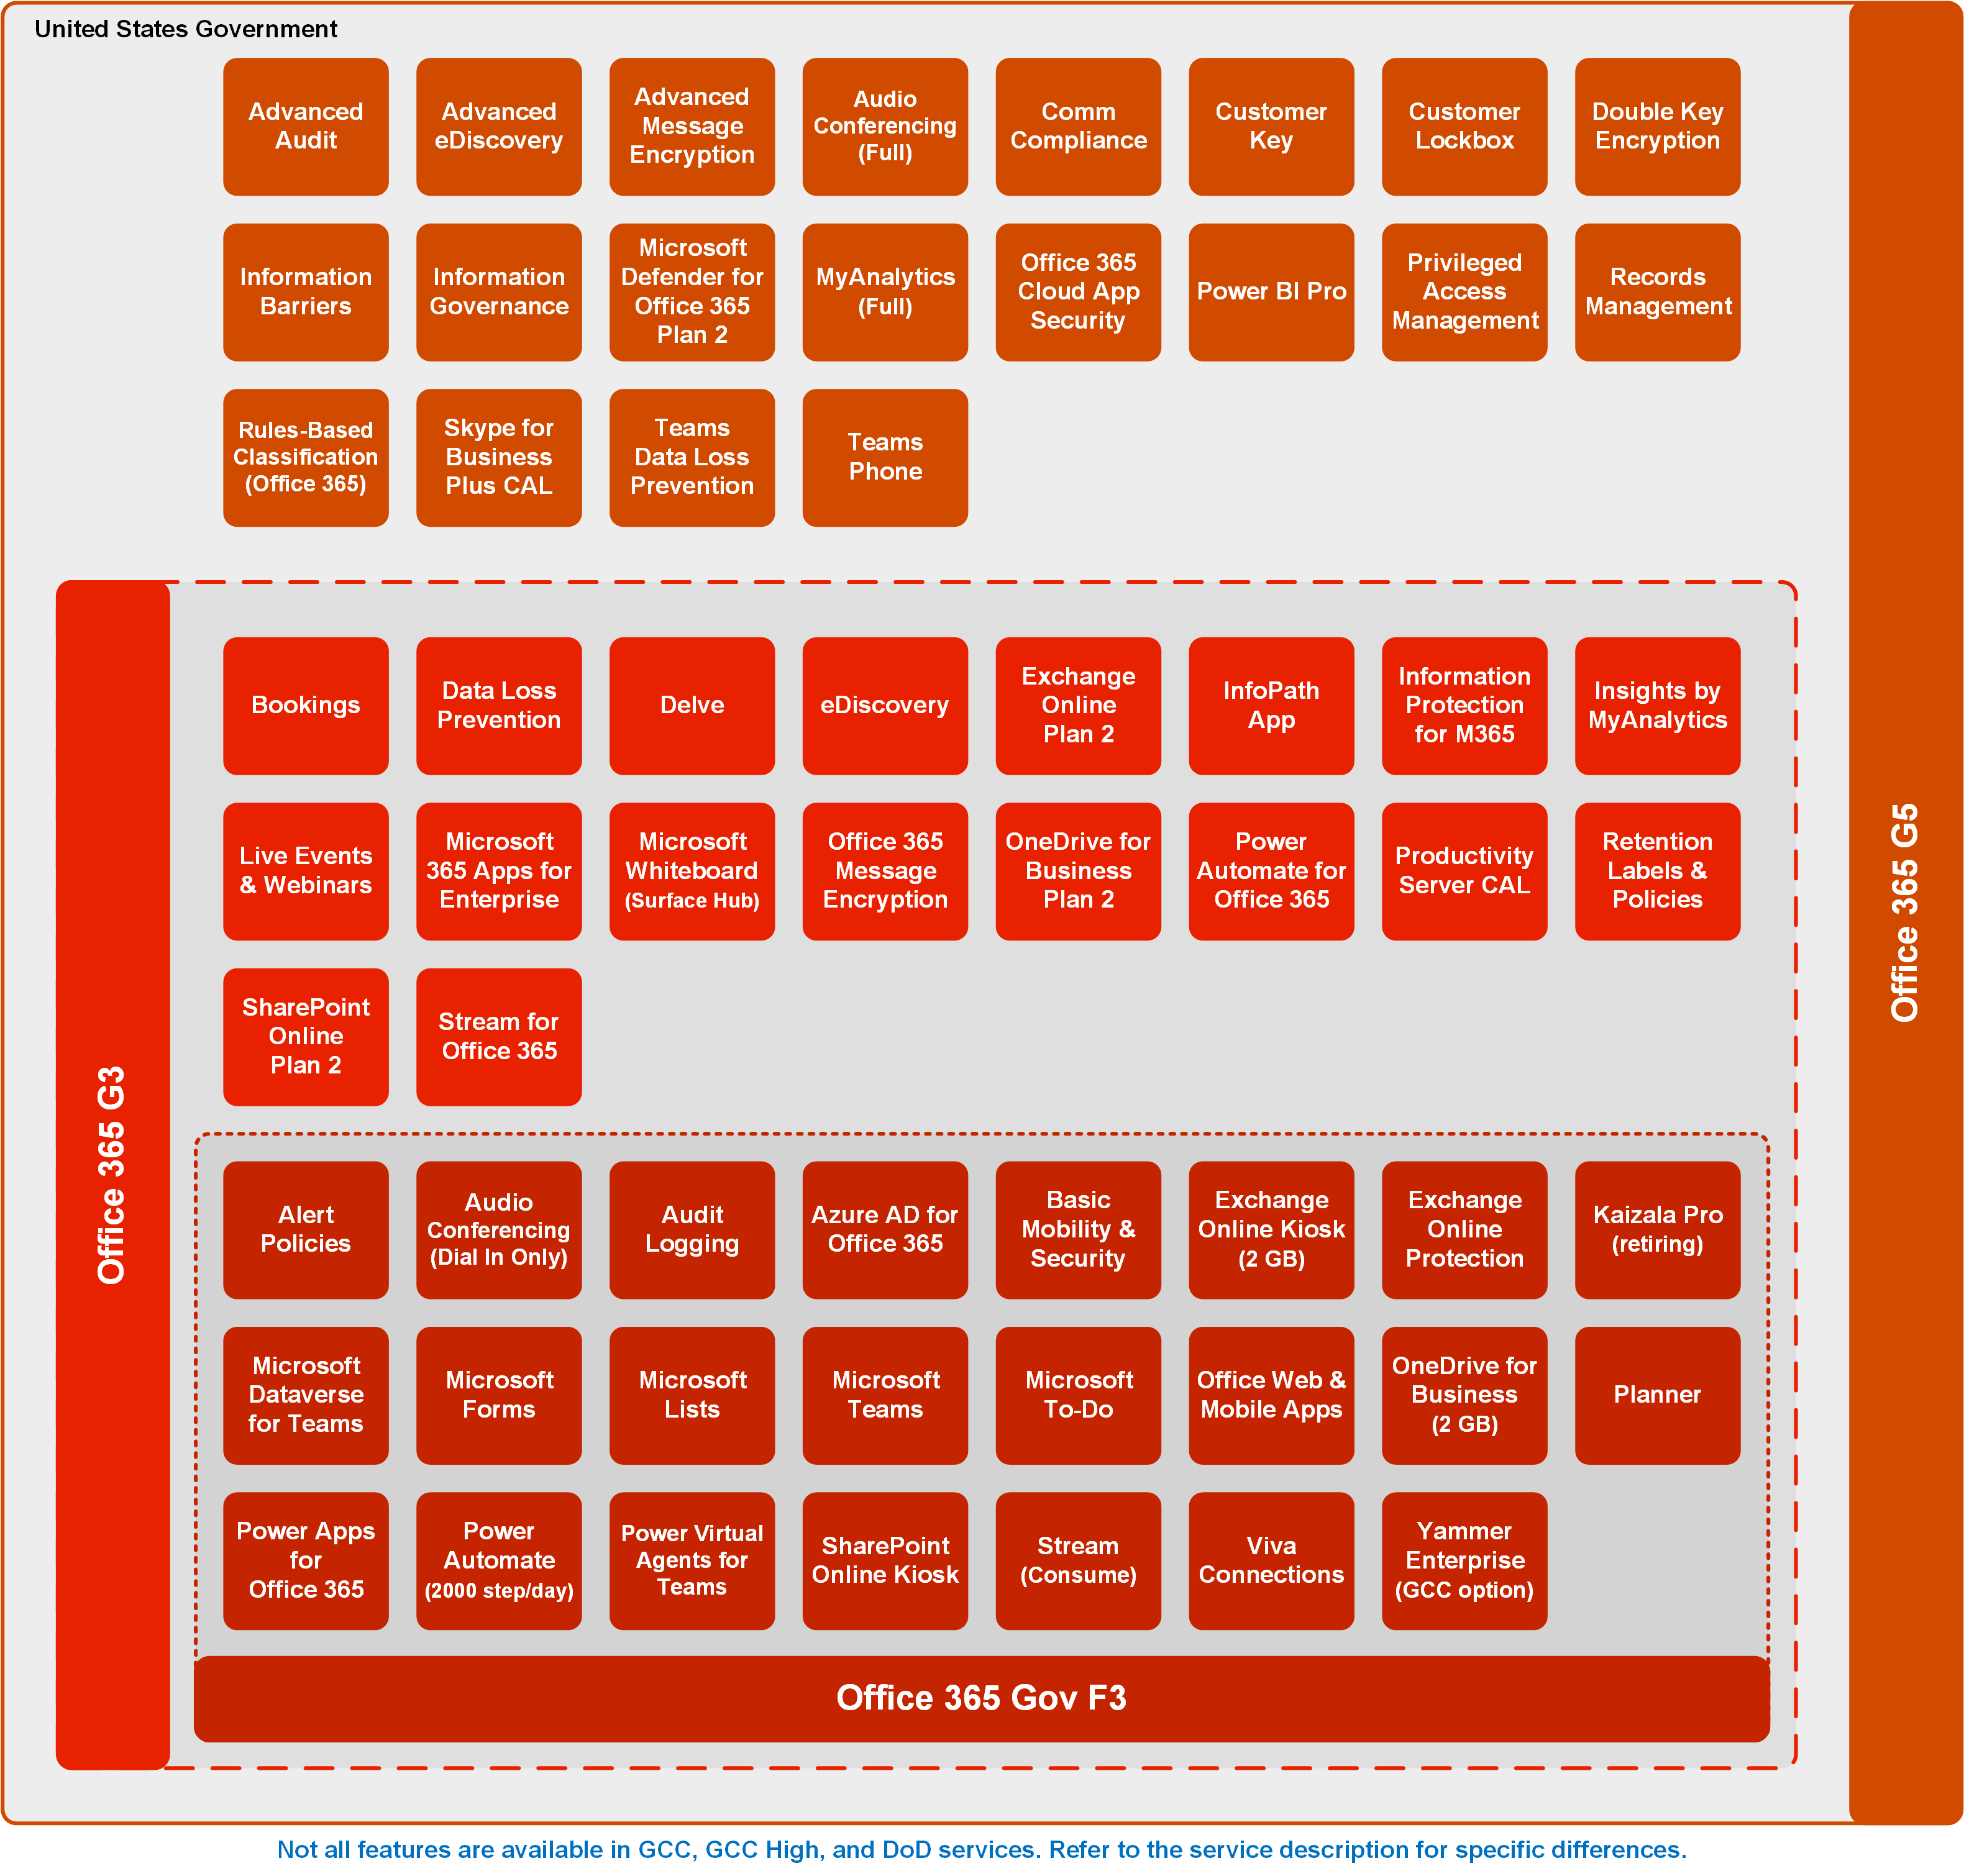 United States Government
Advanced
Audit
Advanced
eDiscovery
Advanced
Message
Encryption
Audio
Conferencing
(Full)
Comm
Compliance
Customer
Key
Customer
Lockbox
Double Key
Encryption
Information
Barriers
Information
Governance
Microsoft
Defender for
Office 365
Plan 2
MyAnalytics
(Full)
Office 365
Cloud App
Security
Power BI Pro
Privileged
Access
Management
Records
Management
Rules-Based
Classification
(Office 365)
Skype for
Business
Plus CAL
Teams
Data Loss
Prevention
Teams
Phone
Office 365 G5
Office 365 G3
Bookings
Data Loss
Prevention
Delve
eDiscovery
Exchange
Online
Plan 2
InfoPath
App
Information
Protection
for M365
Insights by
MyAnalytics
Live Events
& Webinars
Microsoft
365 Apps for
Enterprise
Microsoft
Whiteboard
(Surface Hub)
Office 365
Message
Encryption
OneDrive for
Business
Plan 2
Power
Automate for
Office 365
Productivity
Server CAL
Retention
Labels &
Policies
SharePoint
Online
Plan 2
Stream for
Office 365
Alert
Policies
Audio
Conferencing
(Dial In Only)
Audit
Logging
Azure AD for
Office 365
Basic
Mobility &
Security
Exchange
Online Kiosk
(2 GB)
Exchange
Online
Protection
Kaizala Pro
(retiring)
Microsoft
Dataverse
for Teams
Microsoft
Forms
Microsoft
Lists
Microsoft
Teams
Microsoft
To-Do
Office Web &
Mobile Apps
OneDrive for
Business
(2 GB)
Planner
Power Apps
for
Office 365
Power
Automate
(2000 step/day)
Power Virtual
Agents for
Teams
SharePoint
Online Kiosk
Stream
(Consume)
Viva
Connections
Yammer
Enterprise
(GCC option)
Office 365 Gov F3
Not all features are available in GCC, GCC High, and DoD services. Refer to the service description for specific differences.